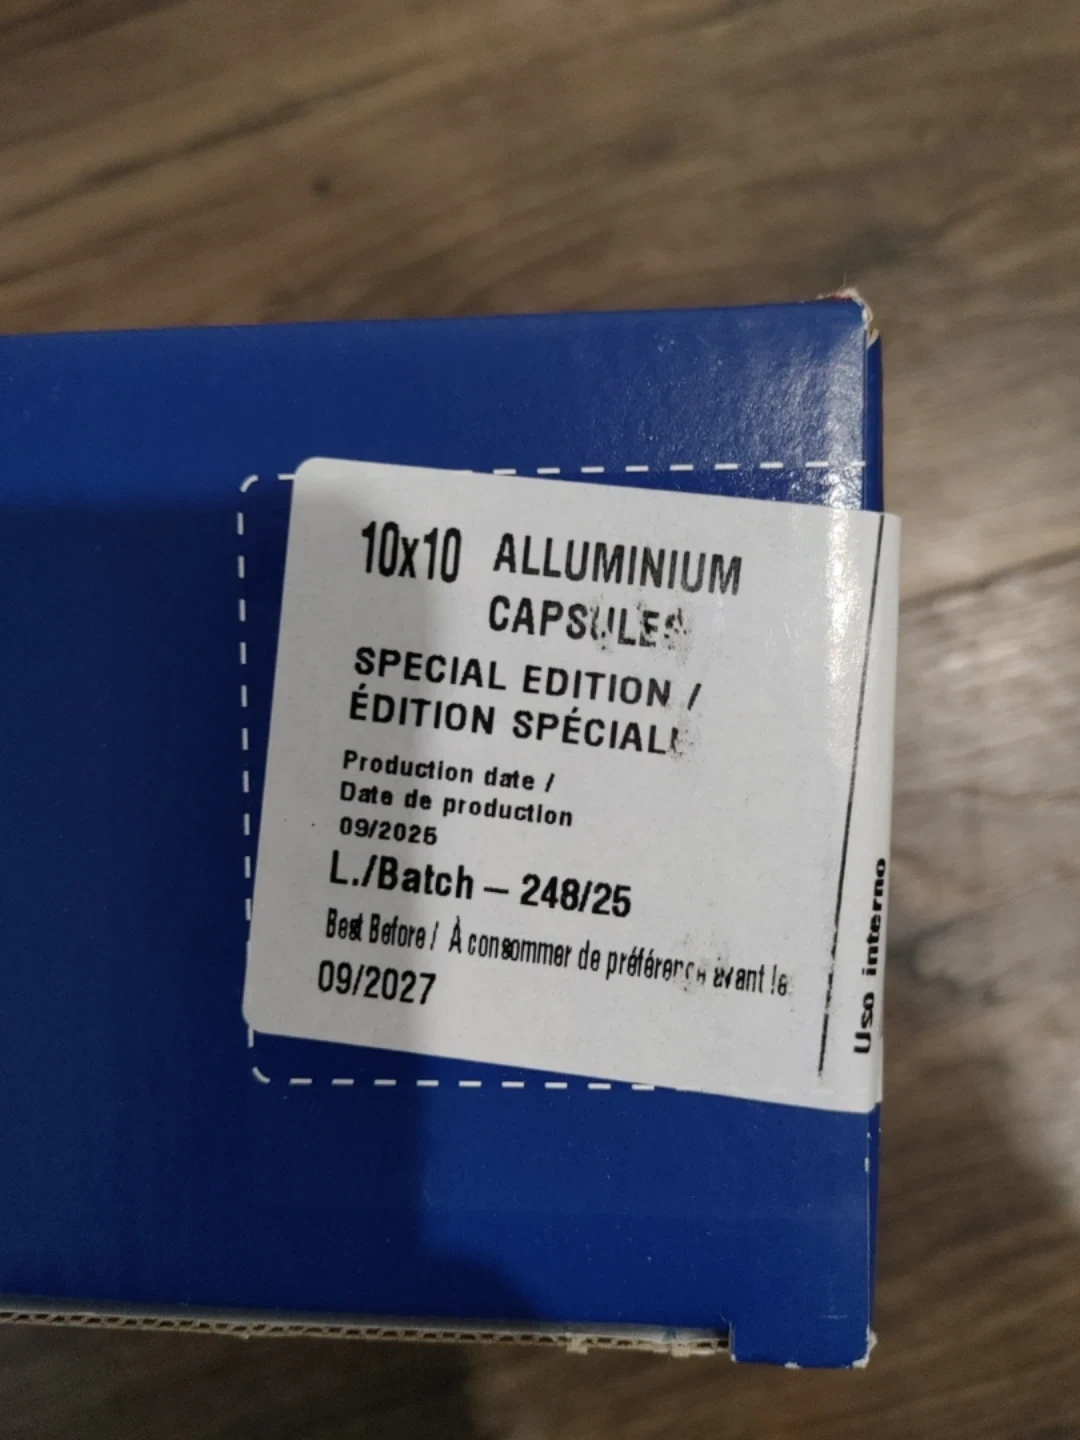 10x10 ALLUMINIUM
CAPSULES
SPECIAL EDITION /
ÉDITION SPÉCIALE
Production date /
Date de production
09/2025
L./Batch – 248/25
Best Before / À consommer de préférence avant le
09/2027
Uso interno